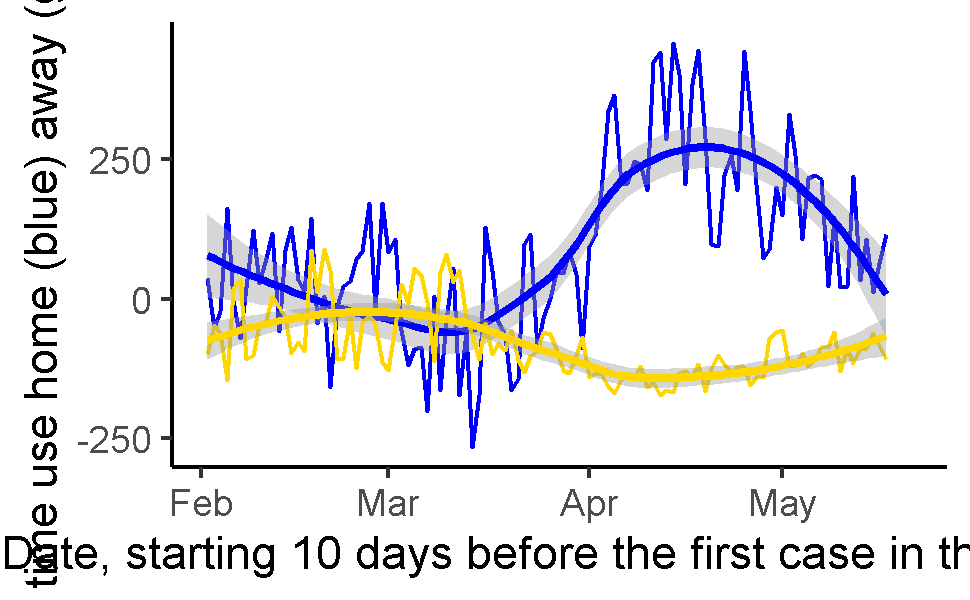 time use home (blue) away (
250
0
-250
Feb Mar Apr May
Date, starting 10 days before the first case in th